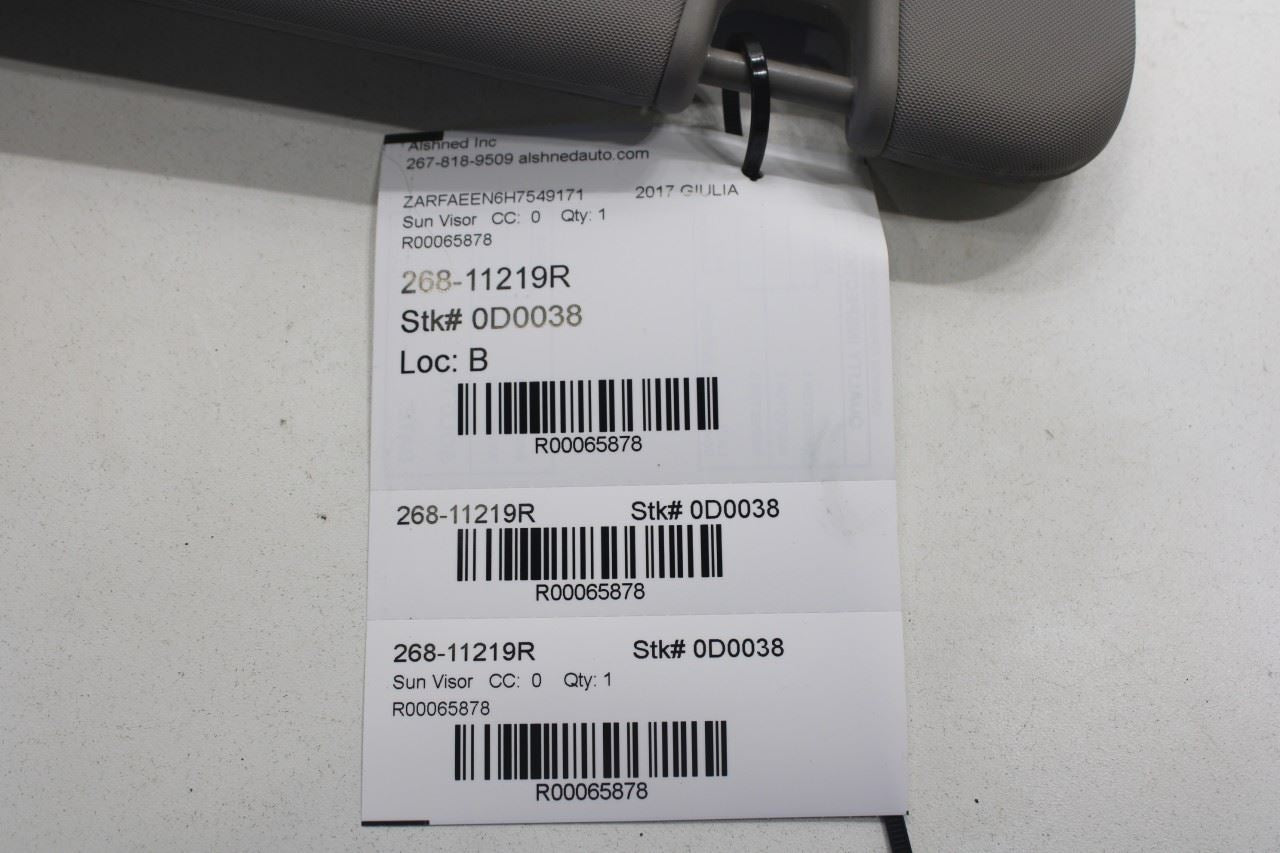 Alshned Inc
267-818-9509 alshnedauto.com
ZARFAEEN6H7549171 2017 GIULIA
Sun Visor CC: 0 Qty: 1
R00065878
268-11219R
Stk# 0D0038
Loc: B
R00065878
268-11219R Stk# 0D0038
R00065878
268-11219R Stk# 0D0038
Sun Visor CC: 0 Qty: 1
R00065878
R00065878